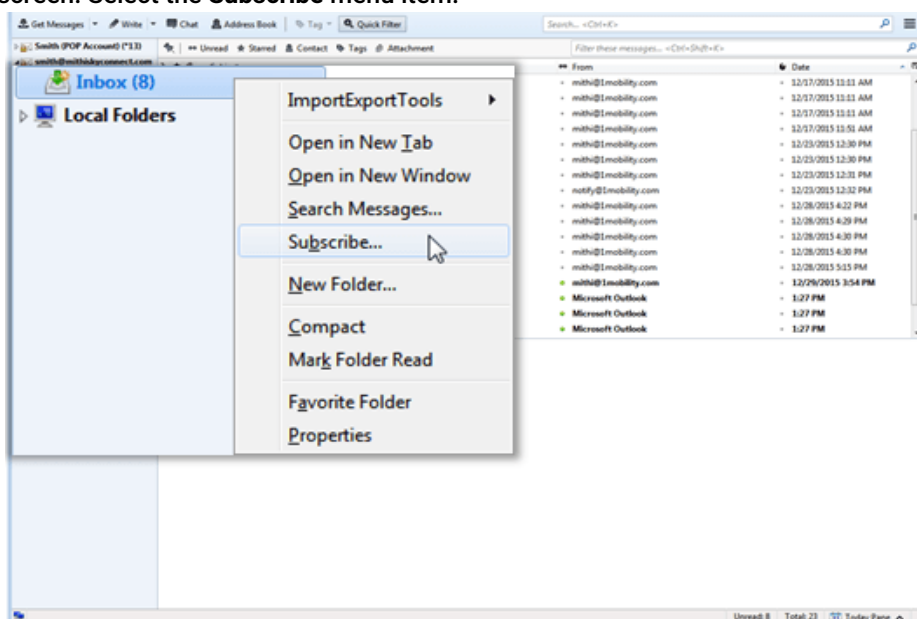 screen. Select the Subscribe menu item.
Get Messages Write Chat Address Book Tag Quick Filter Search... <Ctrl+K>
Smith (POP Account) (*13) Unread Starred Contact Tags Attachment Filter these messages... <Ctrl+Shift+K>
smith@mithiskyconnect.com
From Date
Inbox (8)
Local Folders
ImportExportTools
Open in New Tab
Open in New Window
Search Messages...
Subscribe...
New Folder...
Compact
Mark Folder Read
Favorite Folder
Properties
mithi@1mobility.com 12/17/2015 11:11 AM
mithi@1mobility.com 12/17/2015 11:11 AM
mithi@1mobility.com 12/17/2015 11:11 AM
mithi@1mobility.com 12/17/2015 11:51 AM
mithi@1mobility.com 12/23/2015 12:30 PM
mithi@1mobility.com 12/23/2015 12:30 PM
mithi@1mobility.com 12/23/2015 12:31 PM
notify@1mobility.com 12/23/2015 12:32 PM
mithi@1mobility.com 12/28/2015 4:22 PM
mithi@1mobility.com 12/28/2015 4:29 PM
mithi@1mobility.com 12/28/2015 4:30 PM
mithi@1mobility.com 12/28/2015 4:30 PM
mithi@1mobility.com 12/28/2015 5:15 PM
mithi@1mobility.com 12/29/2015 3:54 PM
Microsoft Outlook 1:27 PM
Microsoft Outlook 1:27 PM
Microsoft Outlook 1:27 PM
Unread: 8 Total: 23 Today Pane